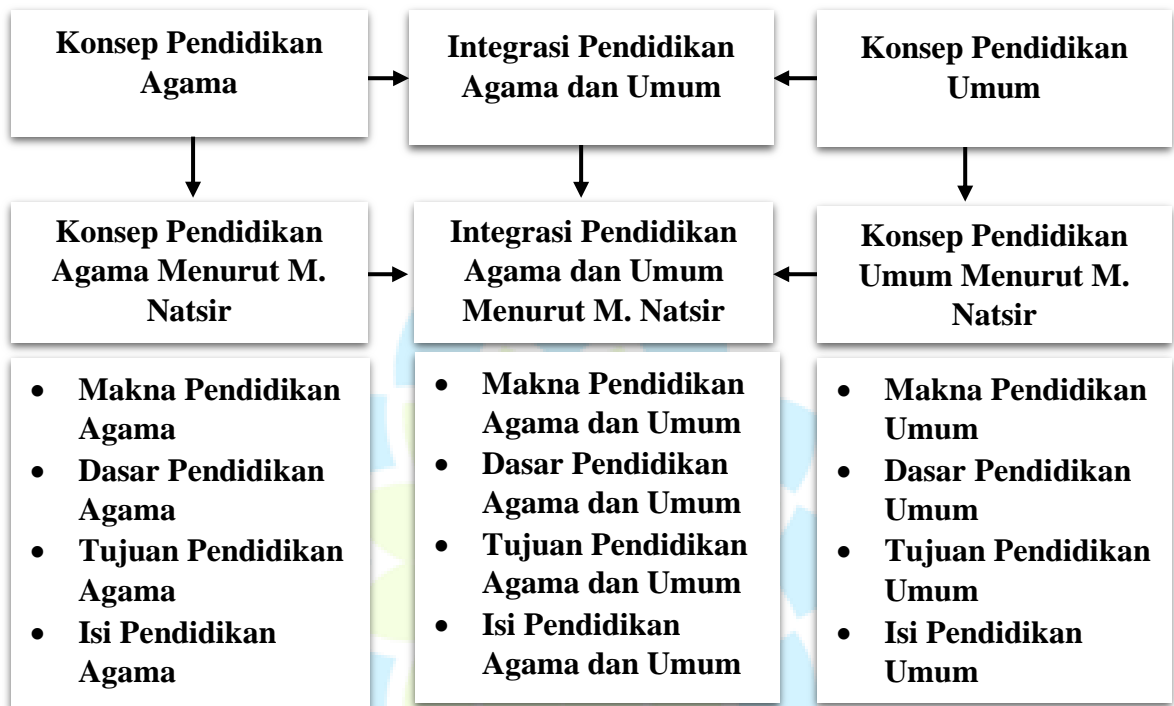 Konsep Pendidikan
Agama
Integrasi Pendidikan
Agama dan Umum
Konsep Pendidikan
Umum
Konsep Pendidikan
Agama Menurut M.
Natsir
Integrasi Pendidikan
Agama dan Umum
Menurut M. Natsir
Konsep Pendidikan
Umum Menurut M.
Natsir
• Makna Pendidikan
Agama
• Dasar Pendidikan
Agama
• Tujuan Pendidikan
Agama
• Isi Pendidikan
Agama
• Makna Pendidikan
Agama dan Umum
• Dasar Pendidikan
Agama dan Umum
• Tujuan Pendidikan
Agama dan Umum
• Isi Pendidikan
Agama dan Umum
• Makna Pendidikan
Umum
• Dasar Pendidikan
Umum
• Tujuan Pendidikan
Umum
• Isi Pendidikan
Umum